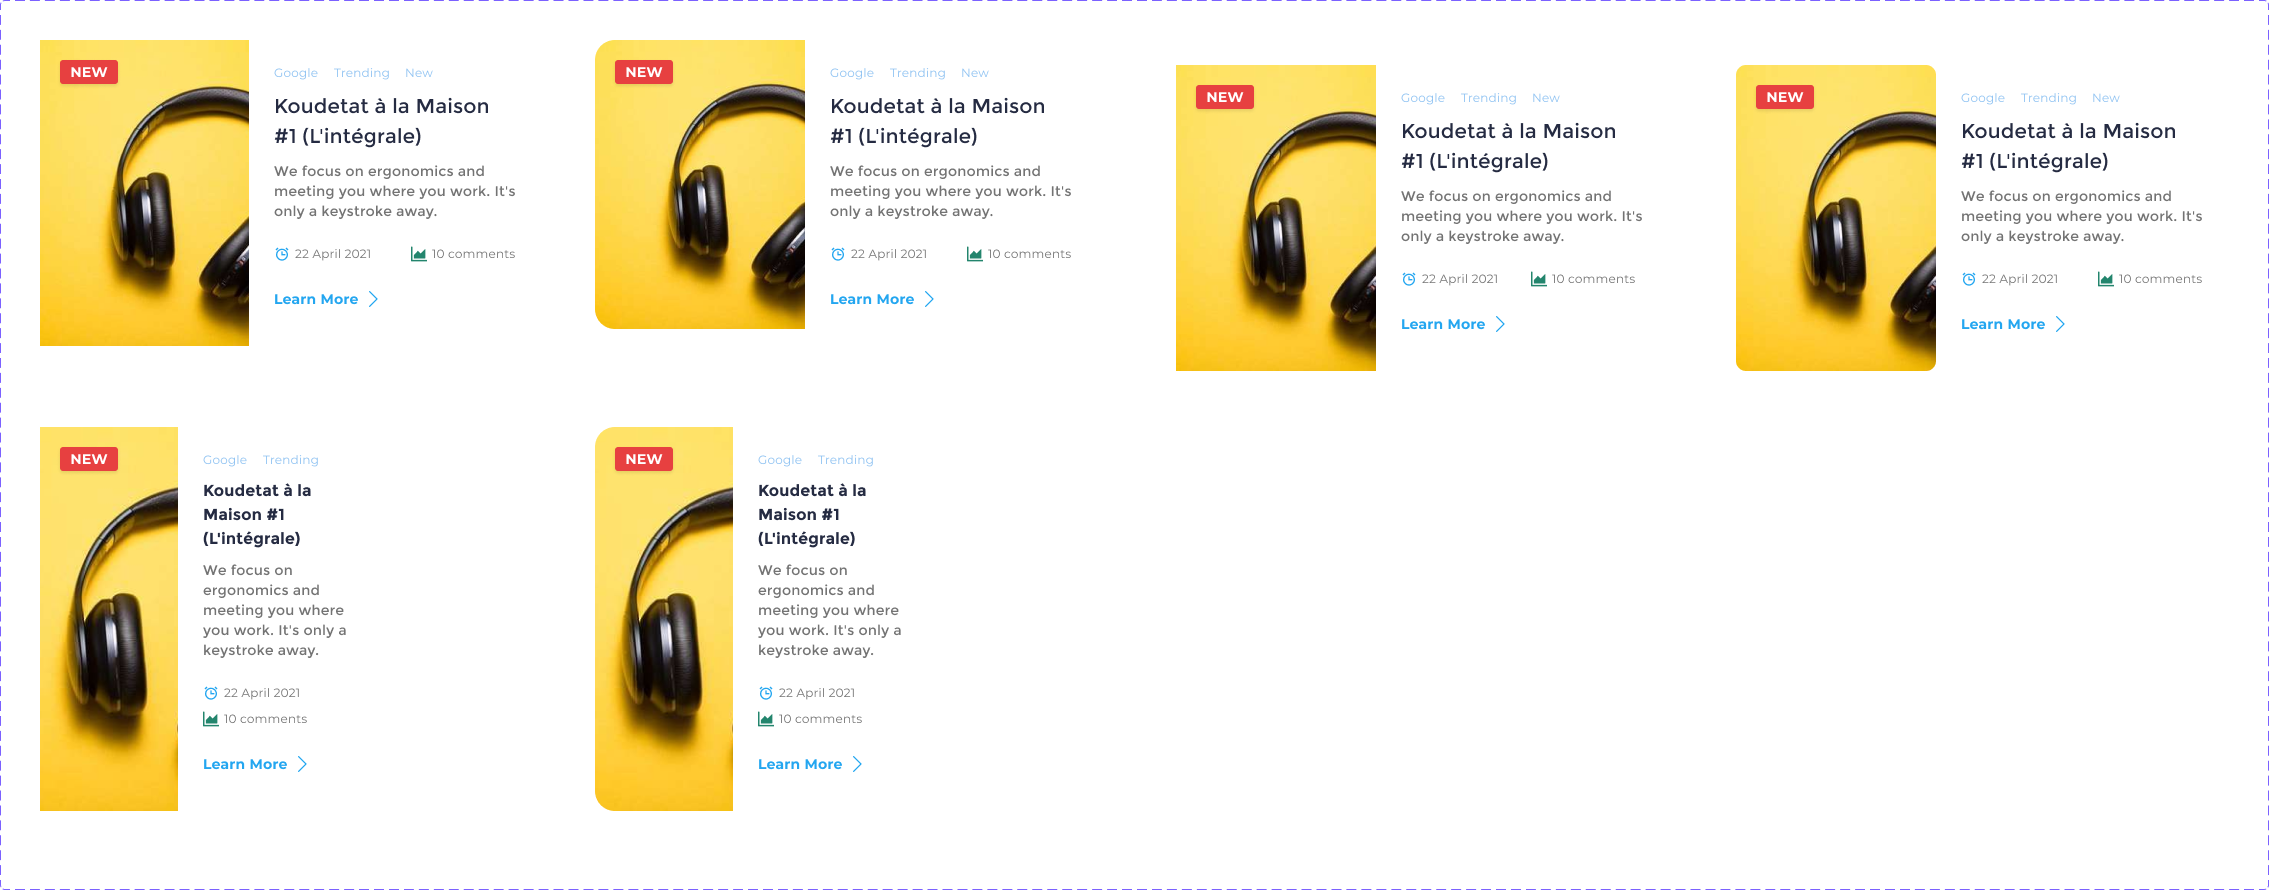 NEW
Google Trending New
Koudetat à la Maison
#1 (L'intégrale)
We focus on ergonomics and
meeting you where you work. It's
only a keystroke away.
22 April 2021 10 comments
Learn More
NEW
Google Trending New
Koudetat à la Maison
#1 (L'intégrale)
We focus on ergonomics and
meeting you where you work. It's
only a keystroke away.
22 April 2021 10 comments
Learn More
NEW
Google Trending New
Koudetat à la Maison
#1 (L'intégrale)
We focus on ergonomics and
meeting you where you work. It's
only a keystroke away.
22 April 2021 10 comments
Learn More
NEW
Google Trending New
Koudetat à la Maison
#1 (L'intégrale)
We focus on ergonomics and
meeting you where you work. It's
only a keystroke away.
22 April 2021 10 comments
Learn More
NEW
Google Trending
Koudetat à la
Maison #1
(L'intégrale)
We focus on
ergonomics and
meeting you where
you work. It's only a
keystroke away.
22 April 2021
10 comments
Learn More
NEW
Google Trending
Koudetat à la
Maison #1
(L'intégrale)
We focus on
ergonomics and
meeting you where
you work. It's only a
keystroke away.
22 April 2021
10 comments
Learn More